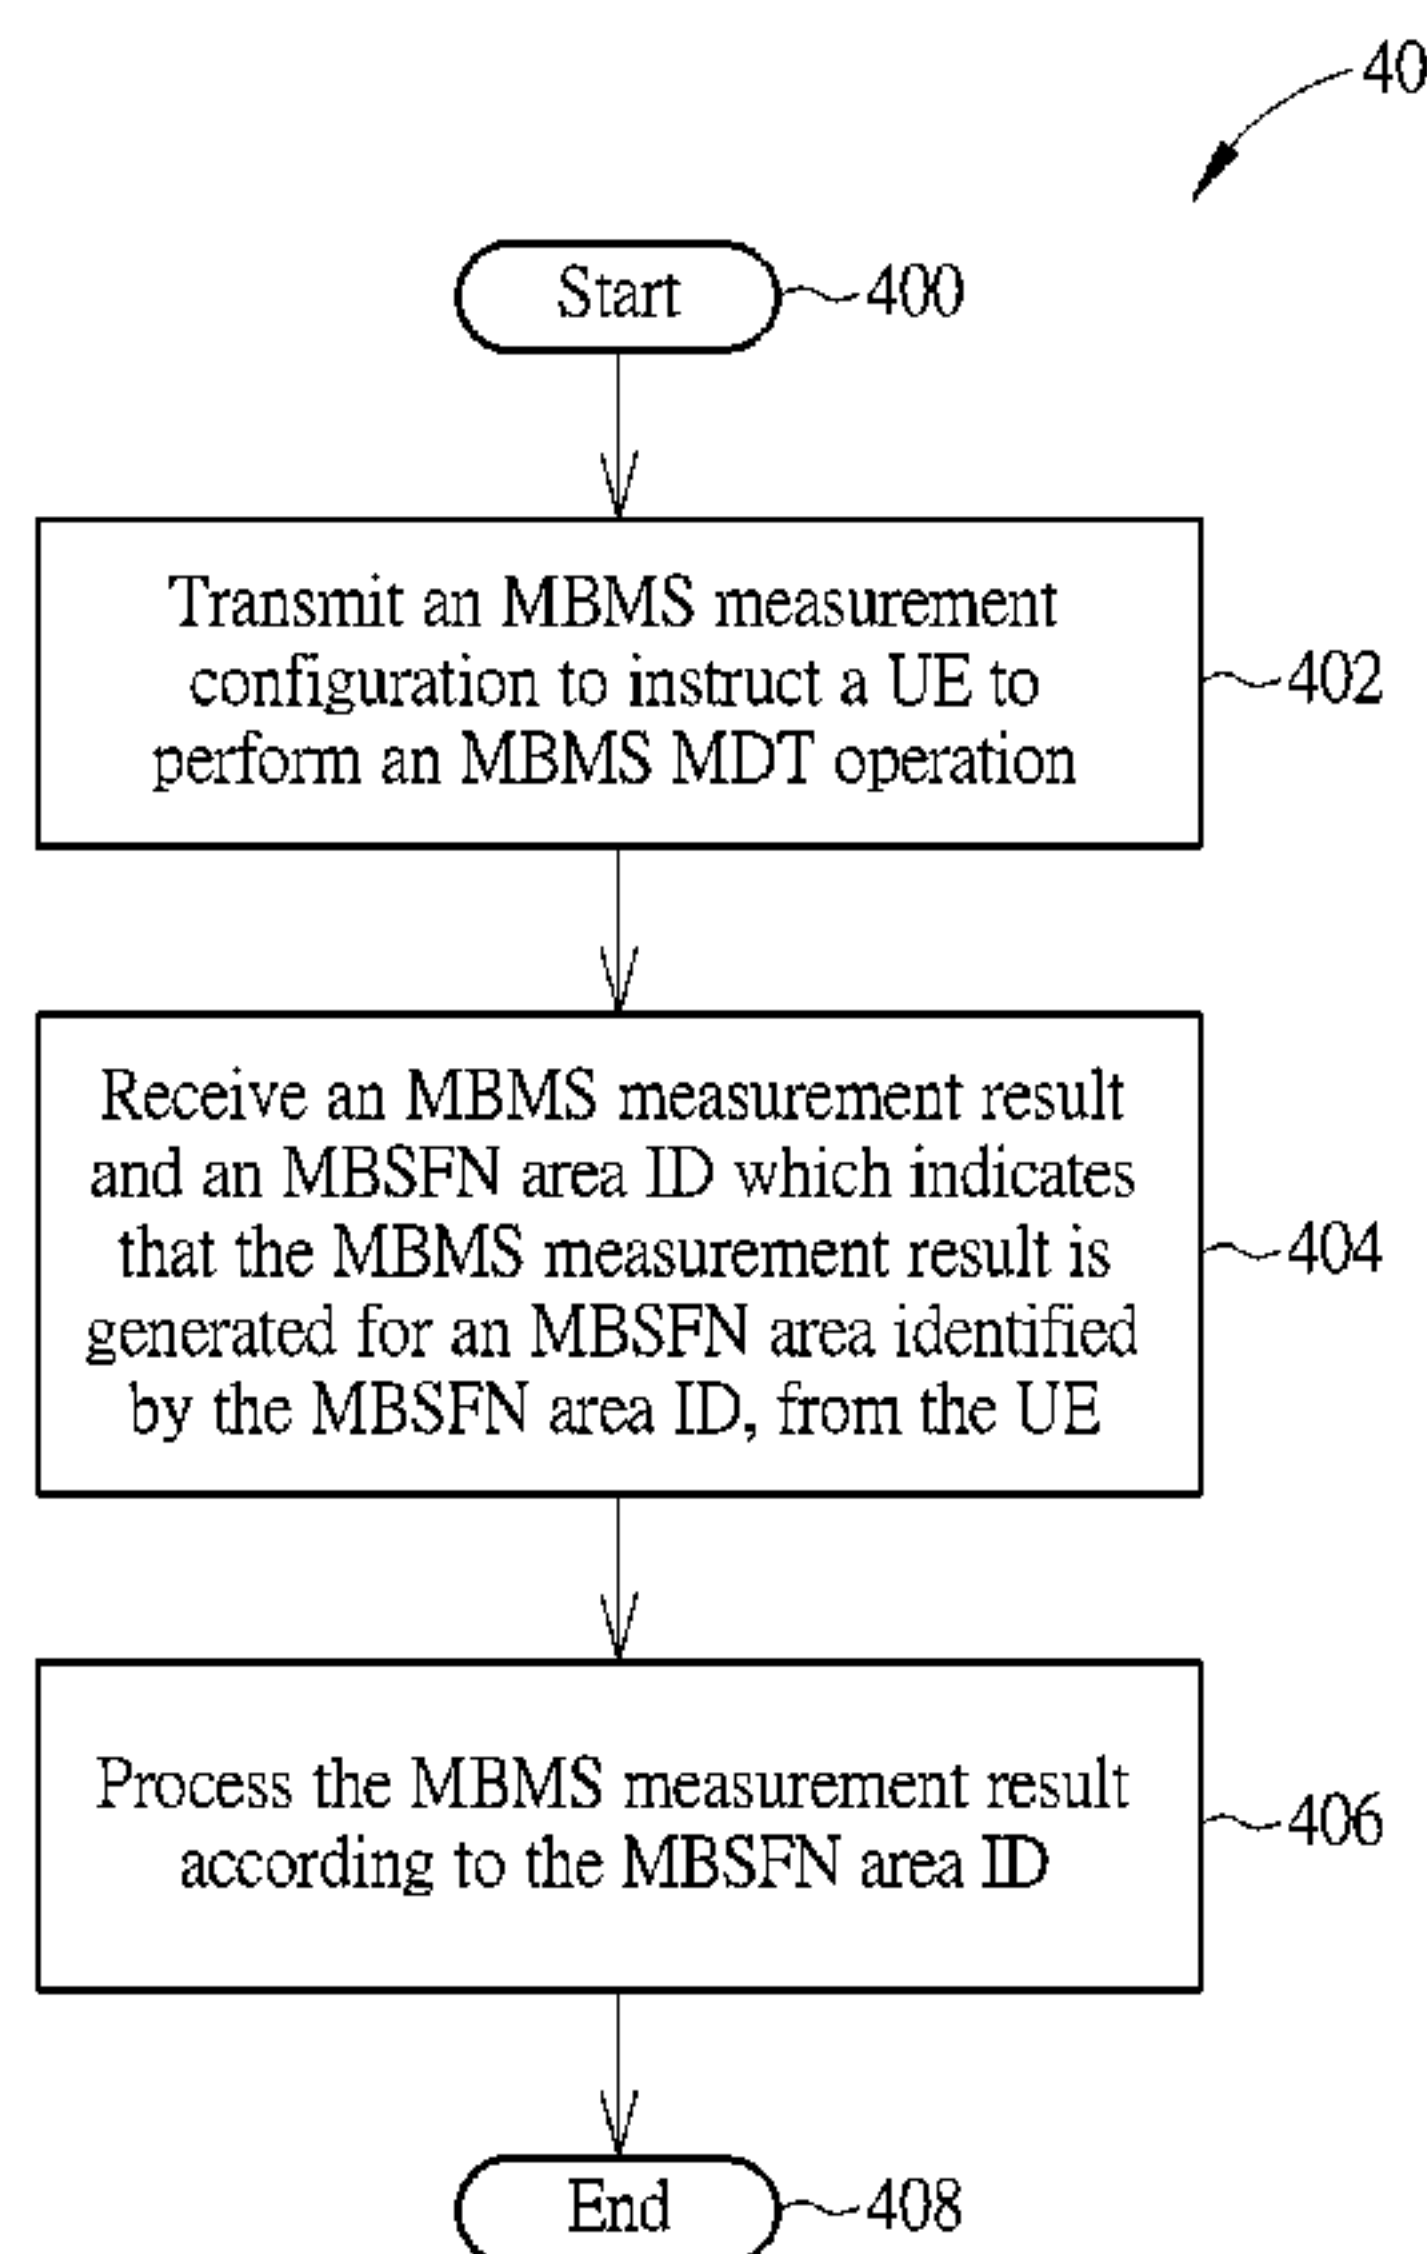 40
Start
400
Transmit an MBMS measurement
configuration to instruct a UE to
perform an MBMS MDT operation
402
Receive an MBMS measurement result
and an MBSFN area ID which indicates
that the MBMS measurement result is
generated for an MBSFN area identified
by the MBSFN area ID, from the UE
404
Process the MBMS measurement result
according to the MBSFN area ID
406
End
408